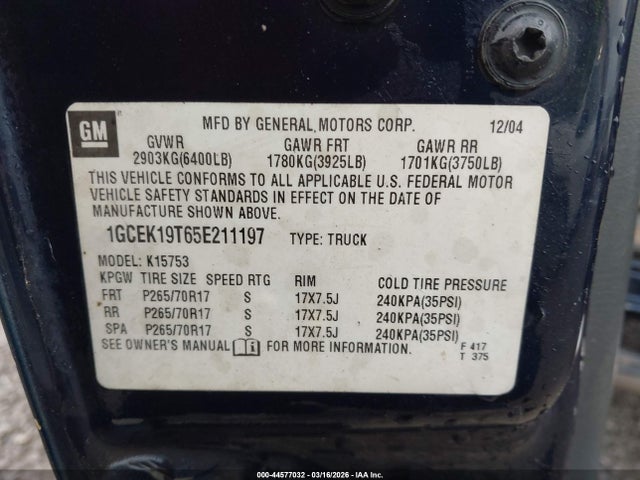 GM
MFD BY GENERAL MOTORS CORP. 12/04
GVWR GAWR FRT GAWR RR
2903KG(6400LB) 1780KG(3925LB) 1701KG(3750LB)
THIS VEHICLE CONFORMS TO ALL APPLICABLE U.S. FEDERAL MOTOR
VEHICLE SAFETY STANDARDS IN EFFECT ON THE DATE OF
MANUFACTURE SHOWN ABOVE.
1GCEK19T65E211197 TYPE: TRUCK
MODEL: K15753
KPGW TIRE SIZE SPEED RTG RIM COLD TIRE PRESSURE
FRT P265/70R17 S 17X7.5J 240KPA(35PSI)
RR P265/70R17 S 17X7.5J 240KPA(35PSI)
SPA P265/70R17 S 17X7.5J 240KPA(35PSI)
SEE OWNER'S MANUAL FOR MORE INFORMATION. F 417
T 375
000-44577032 - 03/16/2026 - IAA Inc.